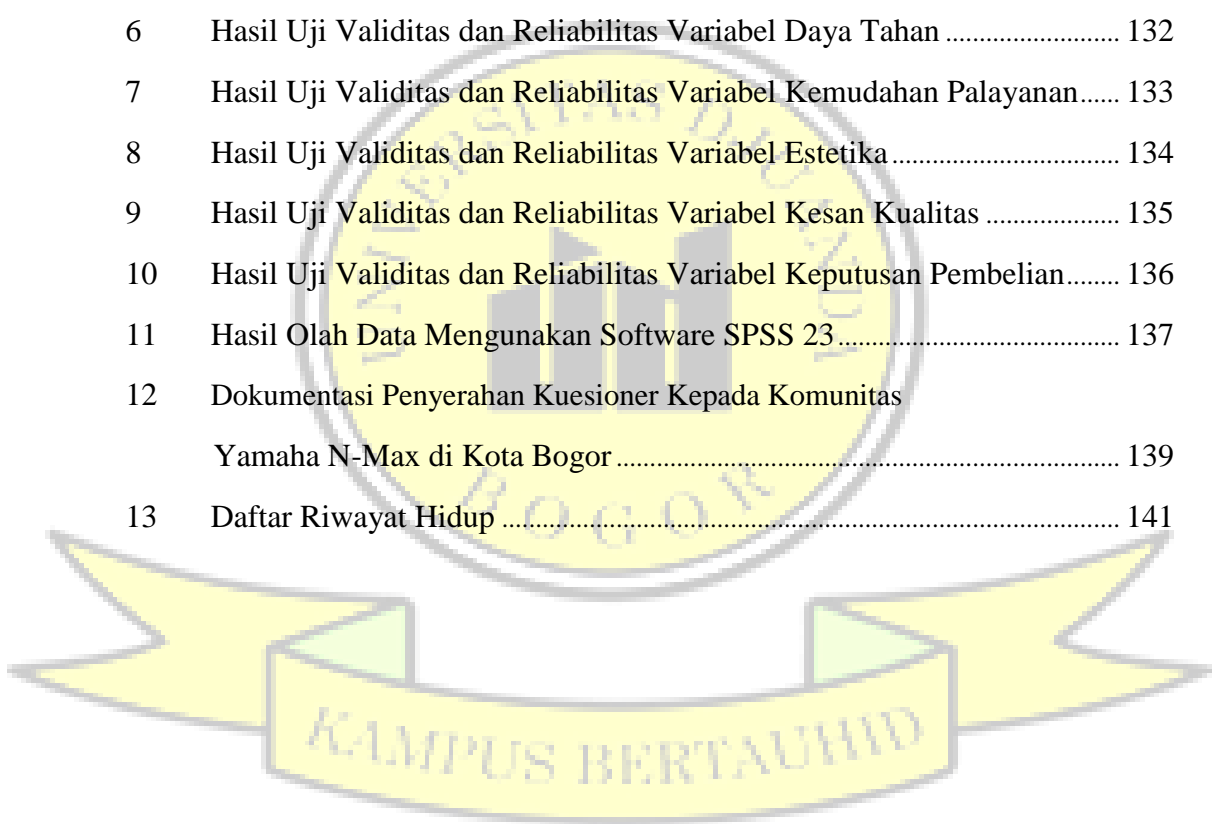 6 Hasil Uji Validitas dan Reliabilitas Variabel Daya Tahan ........................... 132
7 Hasil Uji Validitas dan Reliabilitas Variabel Kemudahan Palayanan...... 133
8 Hasil Uji Validitas dan Reliabilitas Variabel Estetika................................... 134
9 Hasil Uji Validitas dan Reliabilitas Variabel Kesan Kualitas .................... 135
10 Hasil Uji Validitas dan Reliabilitas Variabel Keputusan Pembelian........ 136
11 Hasil Olah Data Mengunakan Software SPSS 23........................................... 137
12 Dokumentasi Penyerahan Kuesioner Kepada Komunitas
Yamaha N-Max di Kota Bogor ........................................................................... 139
13 Daftar Riwayat Hidup ............................................................................................ 141
UNIVERSITAS DJUANDA
BOGOR
KAMPUS BERTAUHID